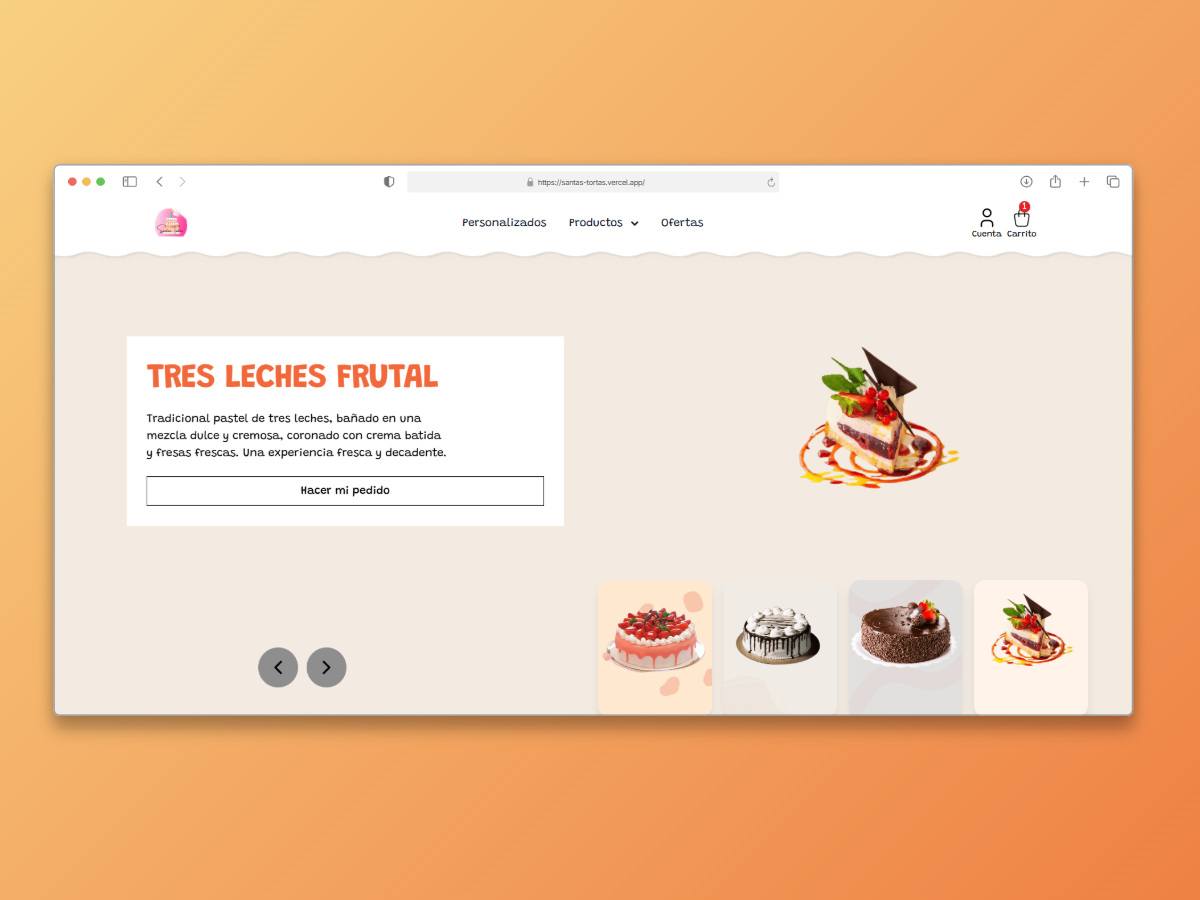 https://santas-tortas.vercel.app/
Personalizados
Productos
Ofertas
1
Cuenta
Carrito
TRES LECHES FRUTAL
Tradicional pastel de tres leches, bañado en una
mezcla dulce y cremosa, coronado con crema batida
y fresas frescas. Una experiencia fresca y decadente.
Hacer mi pedido